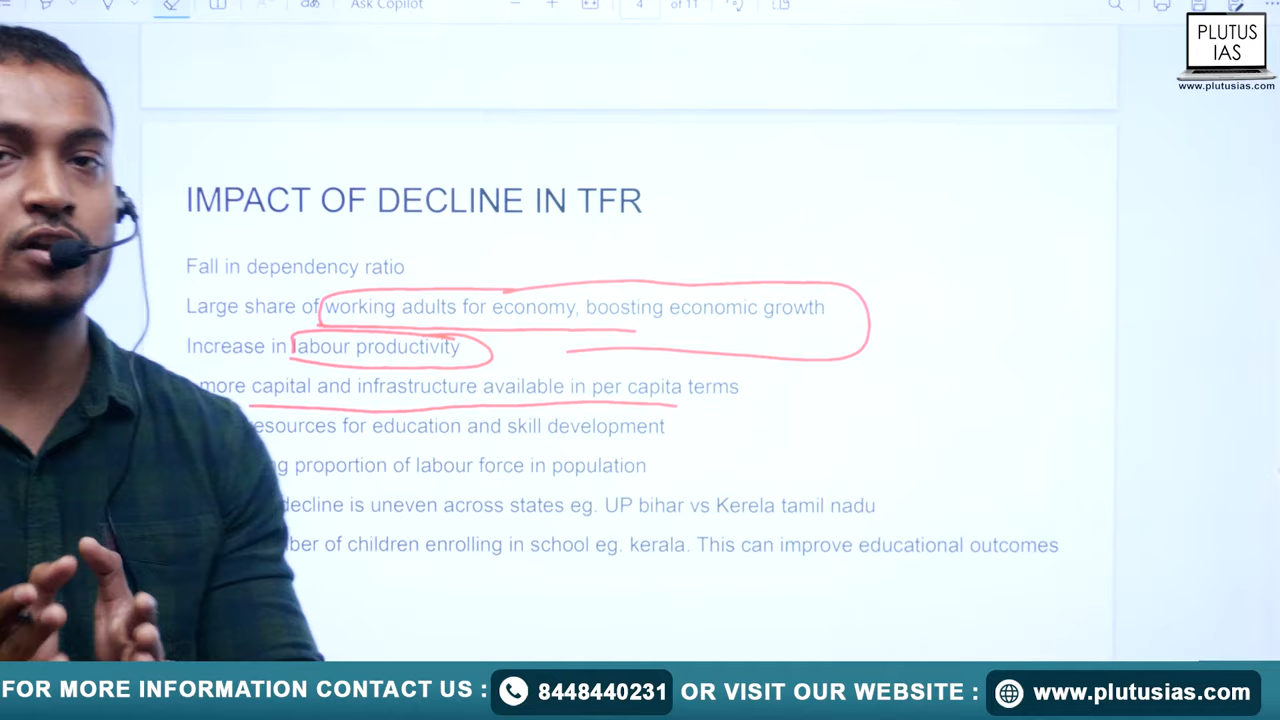 Ask Copilot
4
of 11
PLUTUS
IAS
www.plutusias.com
IMPACT OF DECLINE IN TFR
Fall in dependency ratio
Large share of working adults for economy, boosting economic growth
Increase in labour productivity
more capital and infrastructure available in per capita terms
resources for education and skill development
proportion of labour force in population
decline is uneven across states eg. UP bihar vs Kerela tamil nadu
of children enrolling in school eg. kerala. This can improve educational outcomes
FOR MORE INFORMATION CONTACT US : 8448440231 OR VISIT OUR WEBSITE : www.plutusias.com